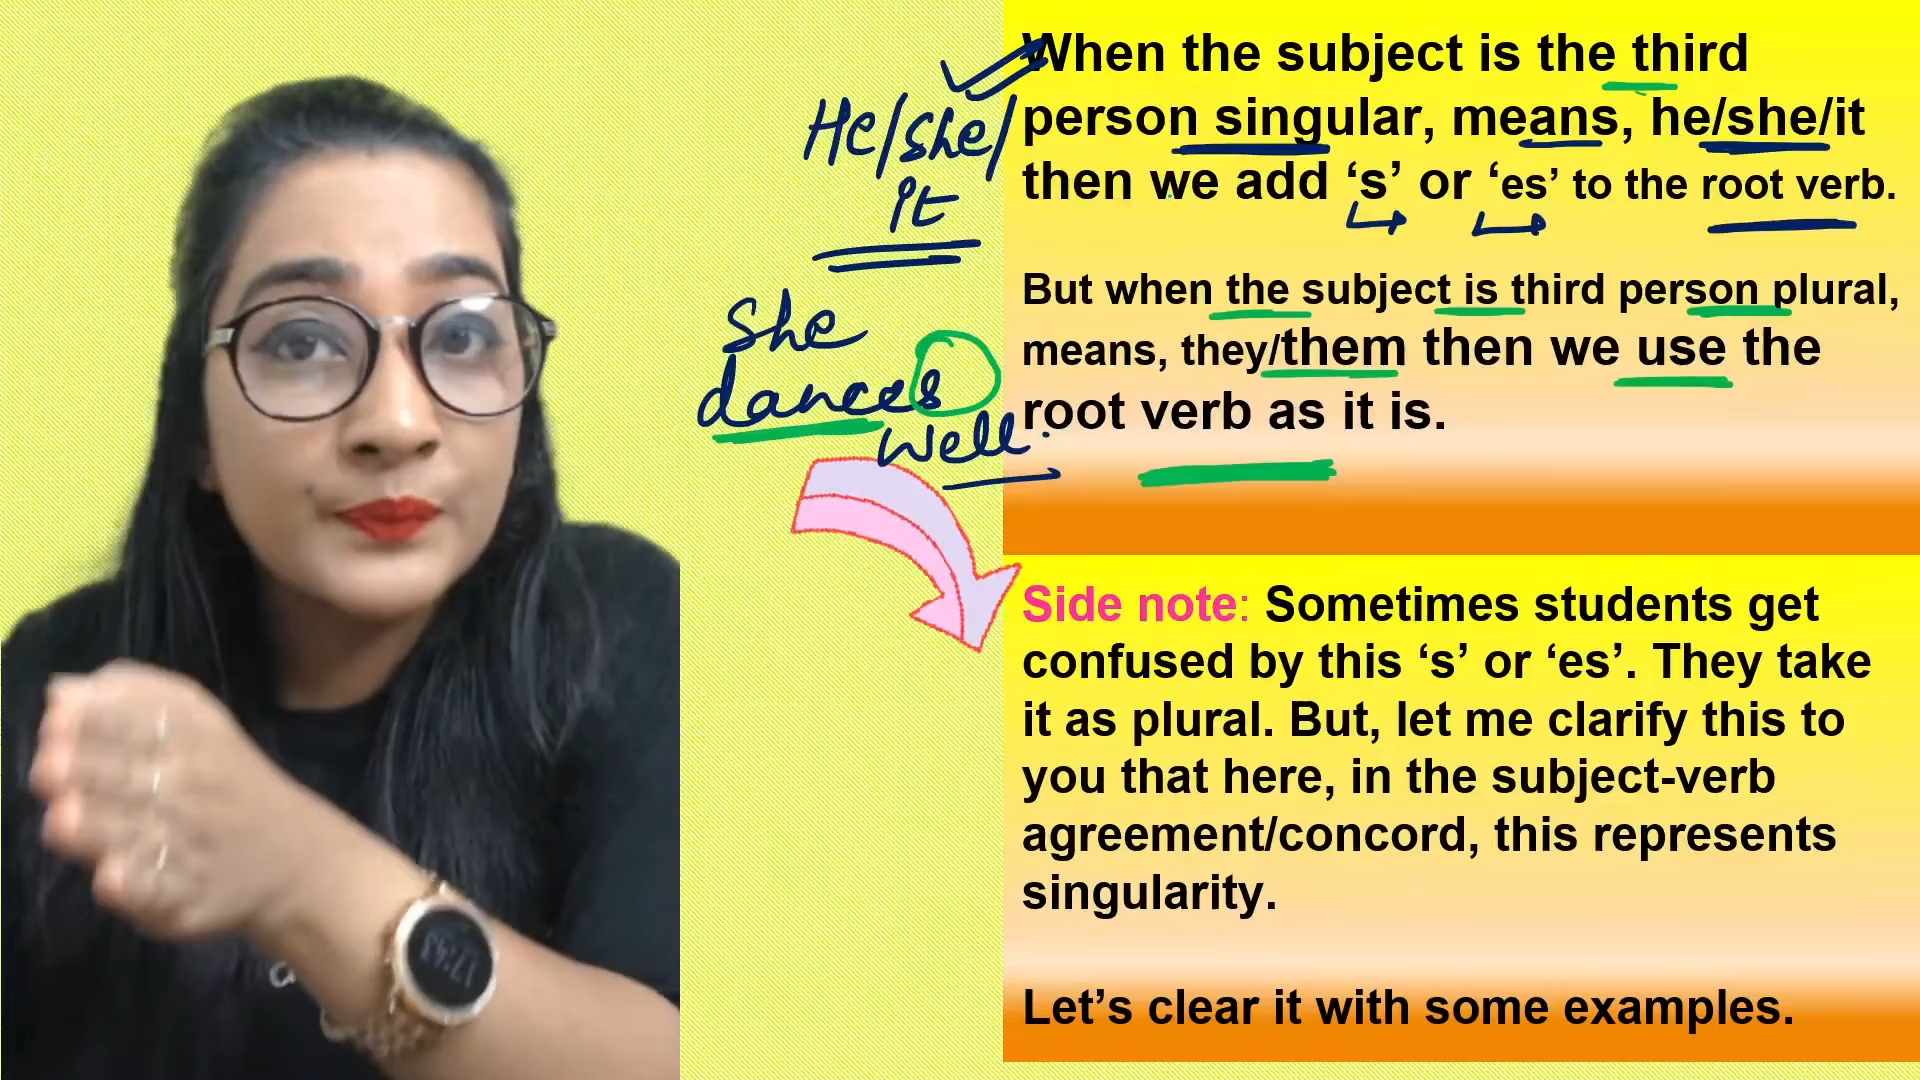 When the subject is the third
person singular, means, he/she/it
then we add ‘s’ or ‘es’ to the root verb.
But when the subject is third person plural,
means, they/them then we use the
root verb as it is.
He/She/
it
She
dances
well.
Side note: Sometimes students get
confused by this ‘s’ or ‘es’. They take
it as plural. But, let me clarify this to
you that here, in the subject-verb
agreement/concord, this represents
singularity.
Let’s clear it with some examples.
17:43